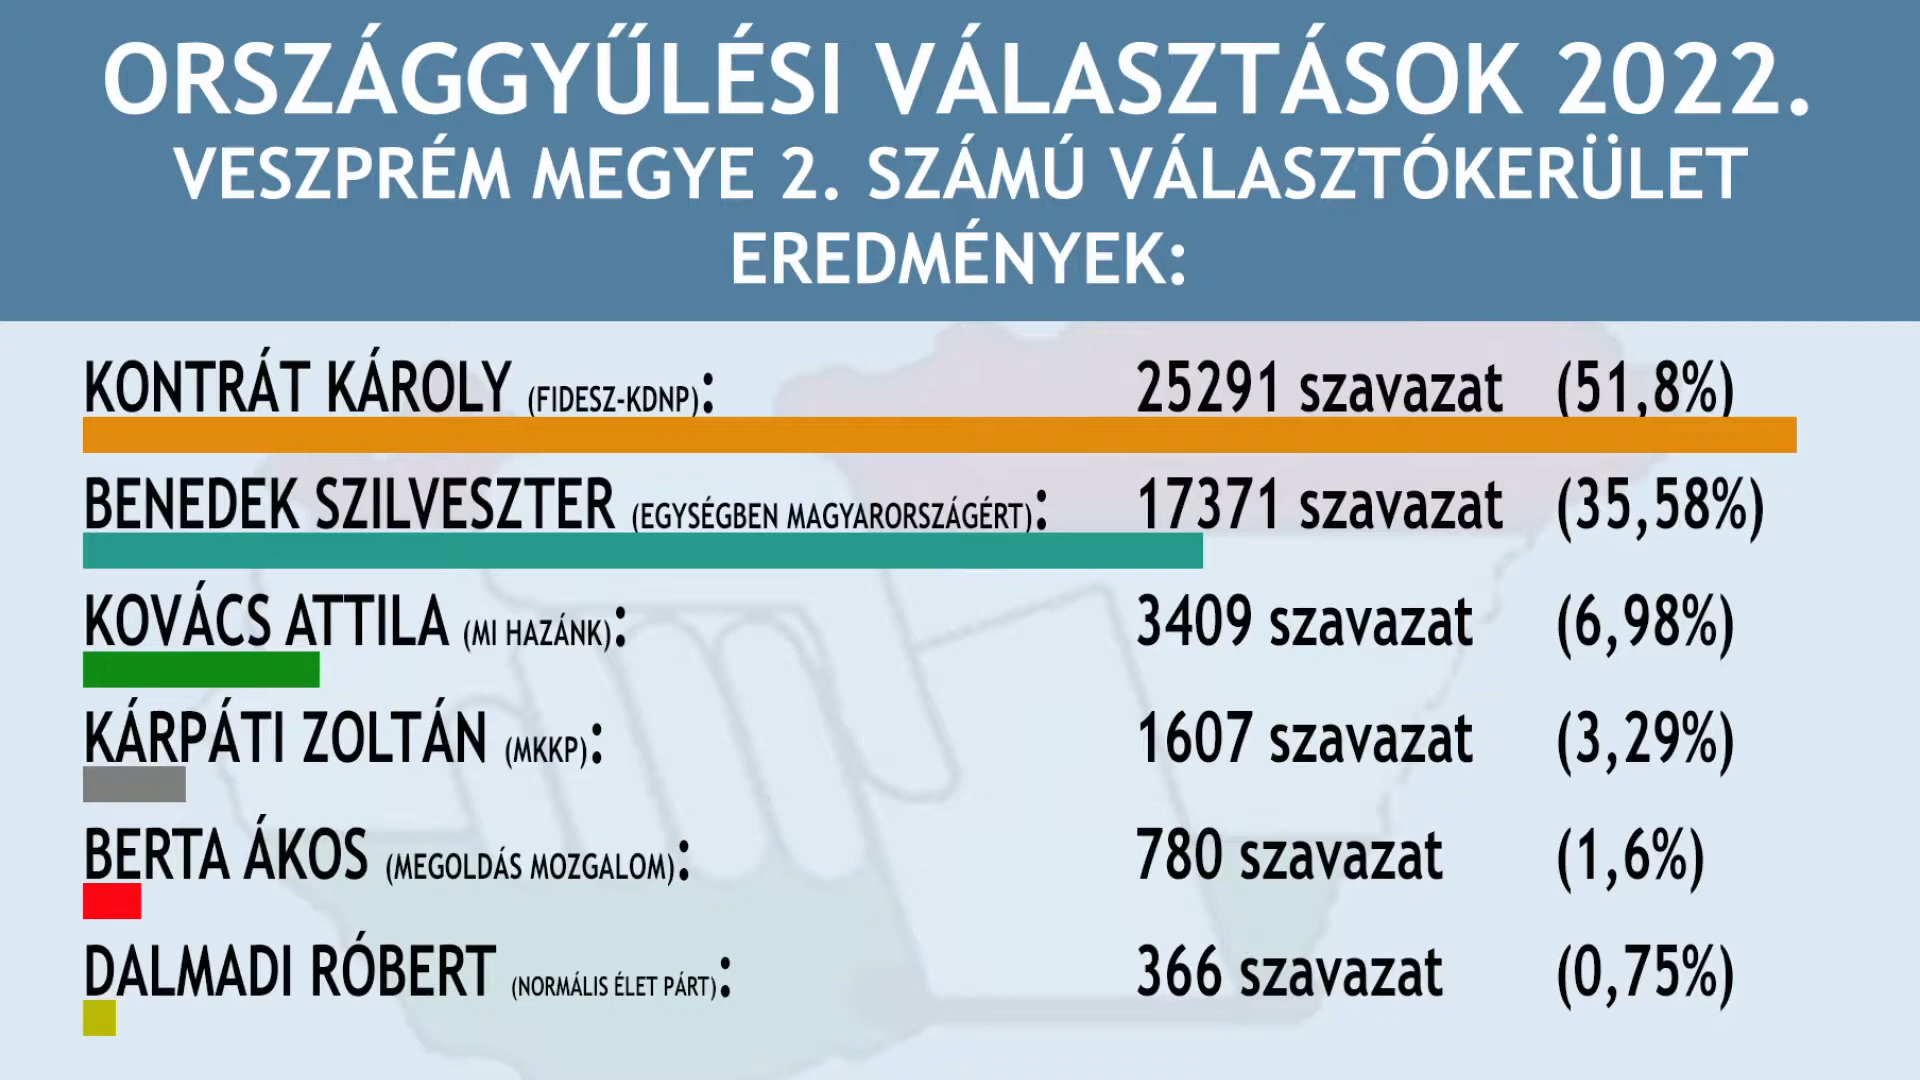 ORSZÁGGYŰLÉSI VÁLASZTÁSOK 2022.
VESZPRÉM MEGYE 2. SZÁMÚ VÁLASZTÓKERÜLET
EREDMÉNYEK:
KONTRÁT KÁROLY (FIDESZ-KDNP): 25291 szavazat (51,8%)
BENEDEK SZILVESZTER (EGYSÉGBEN MAGYARORSZÁGÉRT): 17371 szavazat (35,58%)
KOVÁCS ATTILA (MI HAZÁNK): 3409 szavazat (6,98%)
KÁRPÁTI ZOLTÁN (MKKP): 1607 szavazat (3,29%)
BERTA ÁKOS (MEGOLDÁS MOZGALOM): 780 szavazat (1,6%)
DALMADI RÓBERT (NORMÁLIS ÉLET PÁRT): 366 szavazat (0,75%)